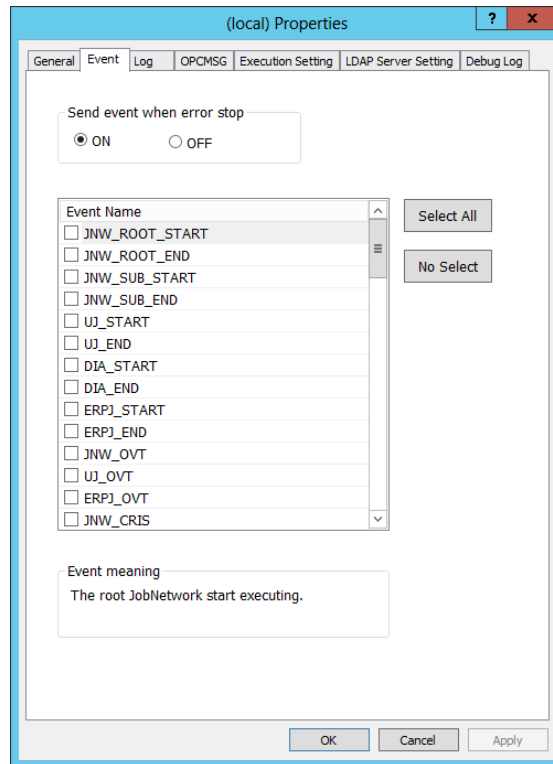 (local) Properties
? x
General Event Log OPCMSG Execution Setting LDAP Server Setting Debug Log
Send event when error stop
ON OFF
Event Name
Select All
JNW_ROOT_START
JNW_ROOT_END
No Select
JNW_SUB_START
JNW_SUB_END
UJ_START
UJ_END
DIA_START
DIA_END
ERPJ_START
ERPJ_END
JNW_OVT
UJ_OVT
ERPJ_OVT
JNW_CRIS
Event meaning
The root JobNetwork start executing.
OK Cancel Apply